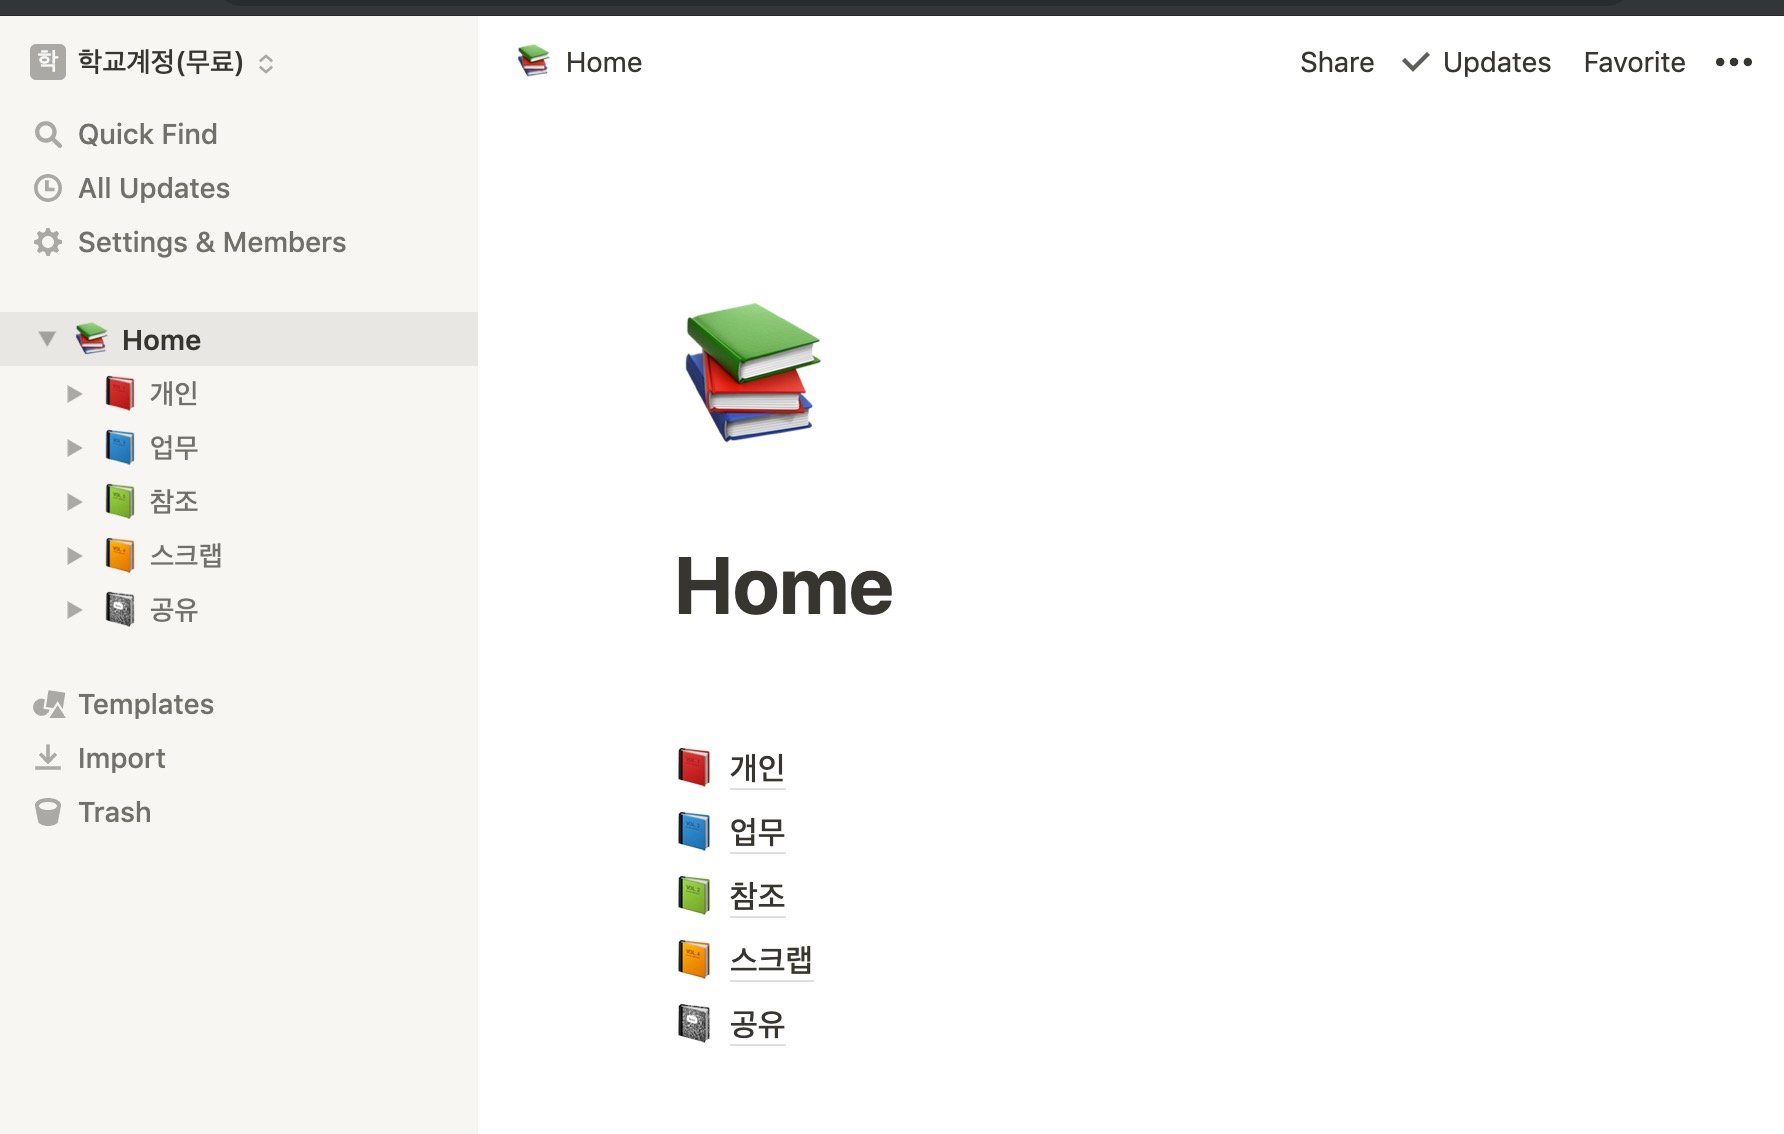 학 학교계정(무료)
Quick Find
All Updates
Settings & Members
Home
개인
업무
참조
스크랩
공유
Templates
Import
Trash
Home
Share
Updates
Favorite
Home
개인
업무
참조
스크랩
공유